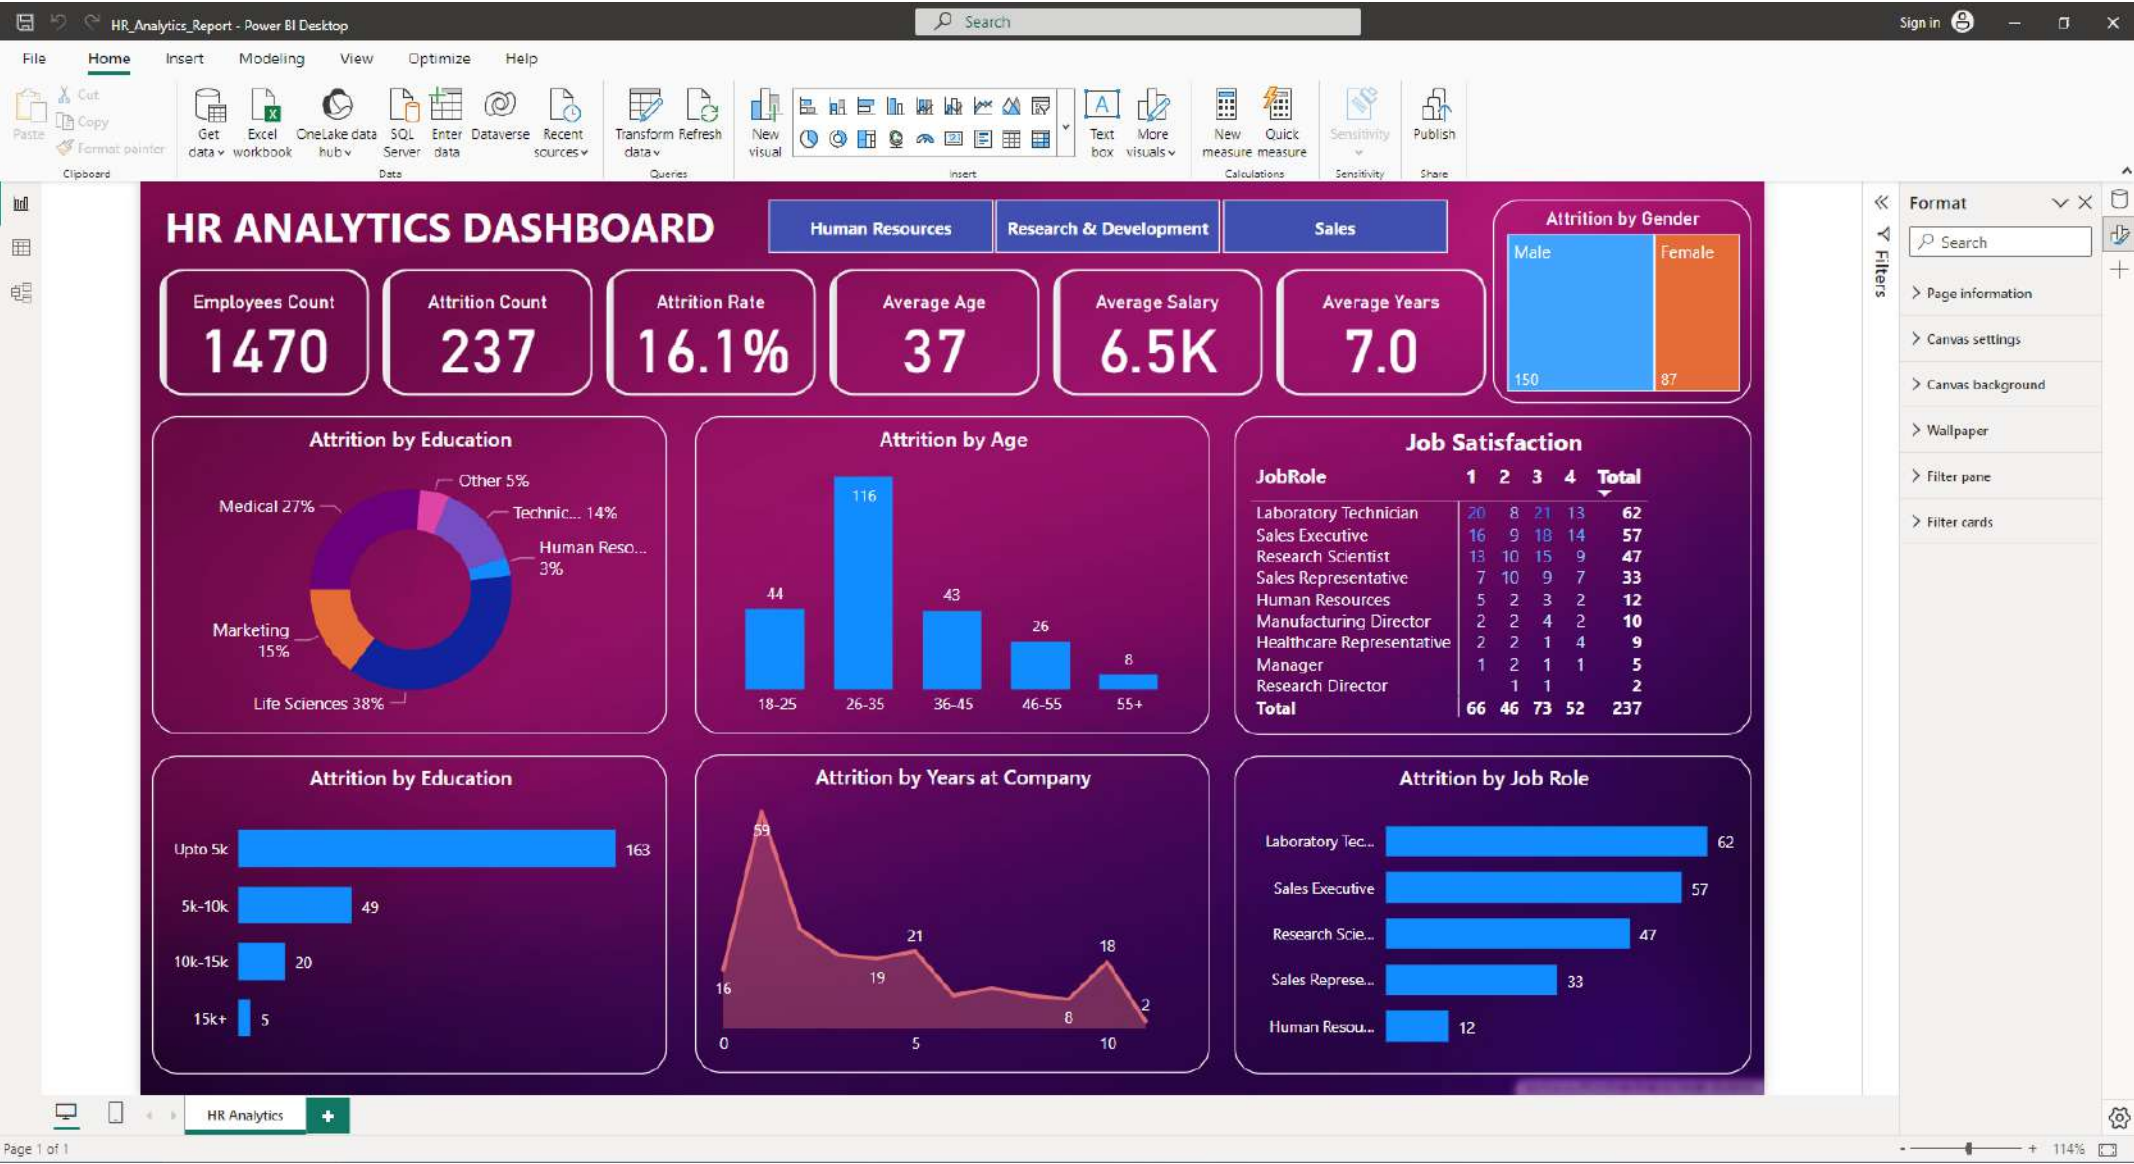 HR_Analytics_Report - Power BI Desktop
Search
Sign in
File Home Insert Modeling View Optimize Help
Paste
Cut
Copy
Format painter
Clipboard
Get data
Excel workbook
OneLake data hub
SQL Server
Enter data
Dataverse
Recent sources
Data
Transform data
Refresh
Queries
New visual
Text box
More visuals
Insert
New measure
Quick measure
Calculations
Sensitivity
Sensitivity
Publish
Share
HR ANALYTICS DASHBOARD
Human Resources
Research & Development
Sales
Attrition by Gender
Male
150
Female
87
Employees Count
1470
Attrition Count
237
Attrition Rate
16.1%
Average Age
37
Average Salary
6.5K
Average Years
7.0
Attrition by Education
Other 5%
Technic... 14%
Human Reso...
3%
Medical 27%
Marketing
15%
Life Sciences 38%
Attrition by Age
44
116
43
26
8
18-25 26-35 36-45 46-55 55+
Job Satisfaction
JobRole 1 2 3 4 Total
Laboratory Technician 20 8 21 13 62
Sales Executive 16 9 18 14 57
Research Scientist 13 10 15 9 47
Sales Representative 7 10 9 7 33
Human Resources 5 2 3 2 12
Manufacturing Director 2 2 4 2 10
Healthcare Representative 2 2 1 4 9
Manager 1 2 1 1 5
Research Director 1 1 2
Total 66 46 73 52 237
Attrition by Education
Upto 5k 163
5k-10k 49
10k-15k 20
15k+ 5
Attrition by Years at Company
59
16
19
21
8
18
2
0 5 10
Attrition by Job Role
Laboratory Tec... 62
Sales Executive 57
Research Scie... 47
Sales Represe... 33
Human Resou... 12
Filters
Format
Search
Page information
Canvas settings
Canvas background
Wallpaper
Filter pane
Filter cards
HR Analytics
+
Page 1 of 1
- + 114%